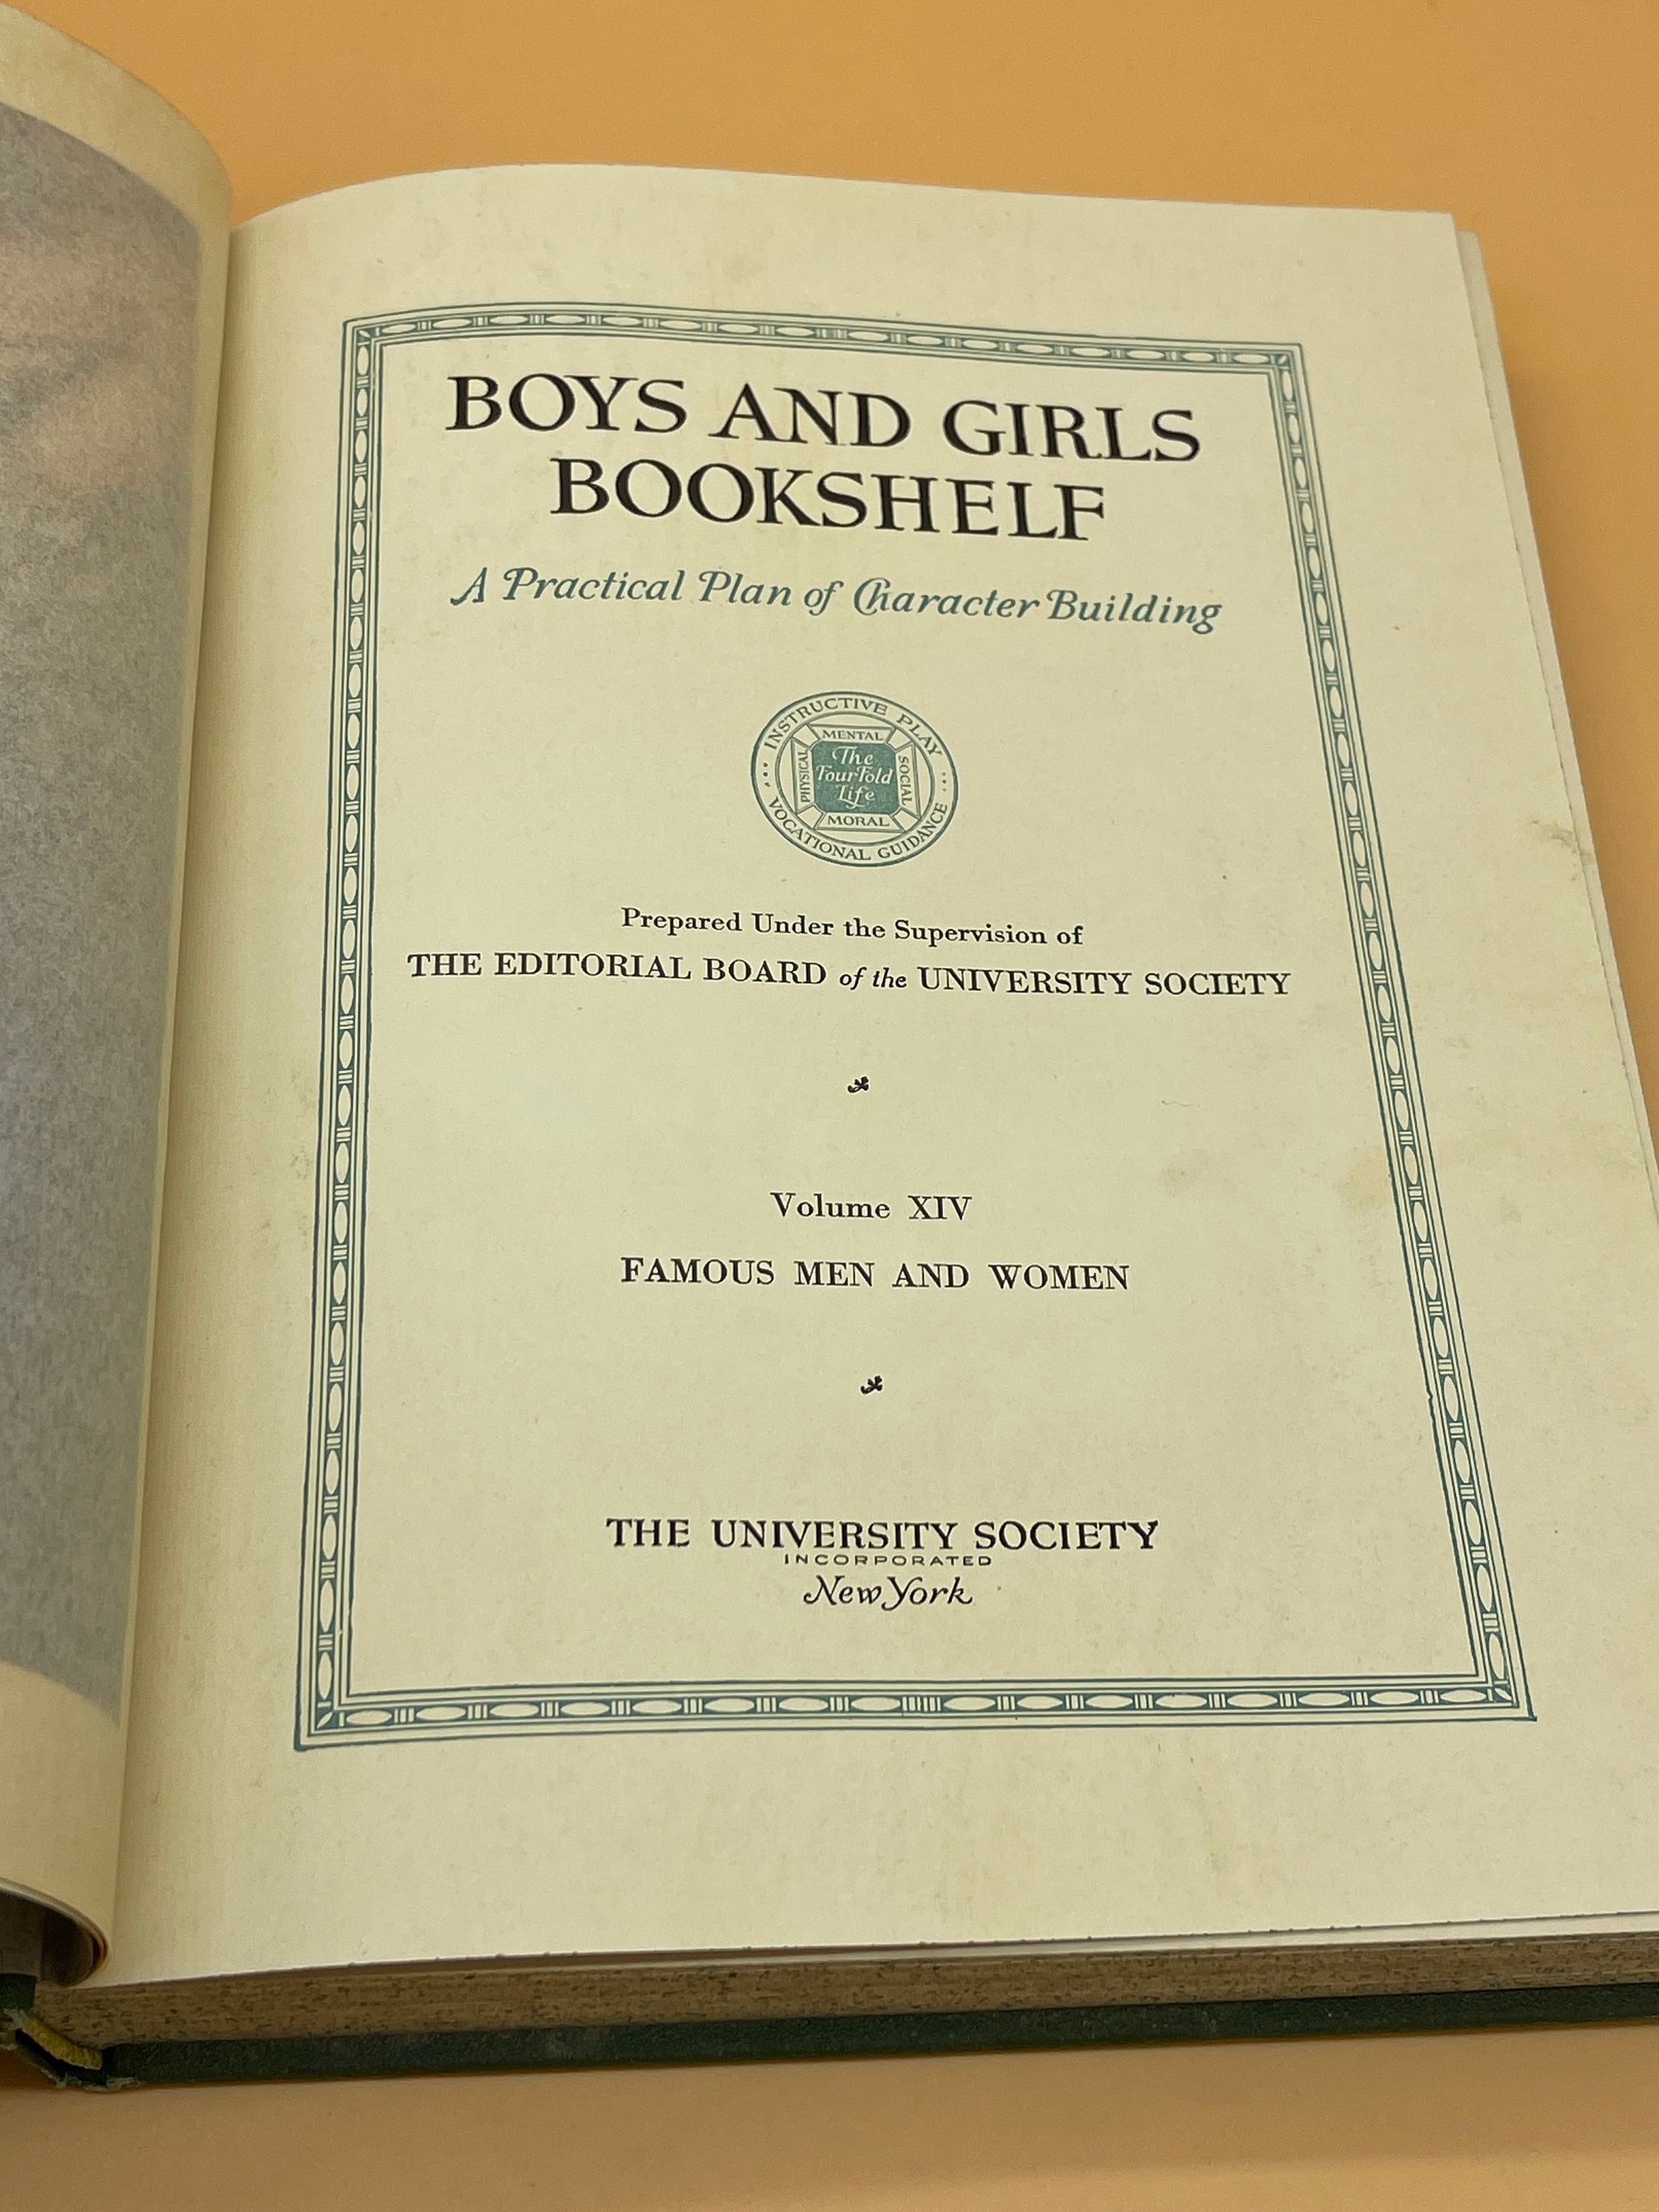 BOYS AND GIRLS
BOOKSHELF
A Practical Plan of Character Building
INSTRUCTIVE PLAY
MENTAL
PHYSICAL
The
FourFold
Life
SOCIAL
MORAL
VOCATIONAL GUIDANCE
Prepared Under the Supervision of
THE EDITORIAL BOARD of the UNIVERSITY SOCIETY
Volume XIV
FAMOUS MEN AND WOMEN
THE UNIVERSITY SOCIETY
INCORPORATED
New York